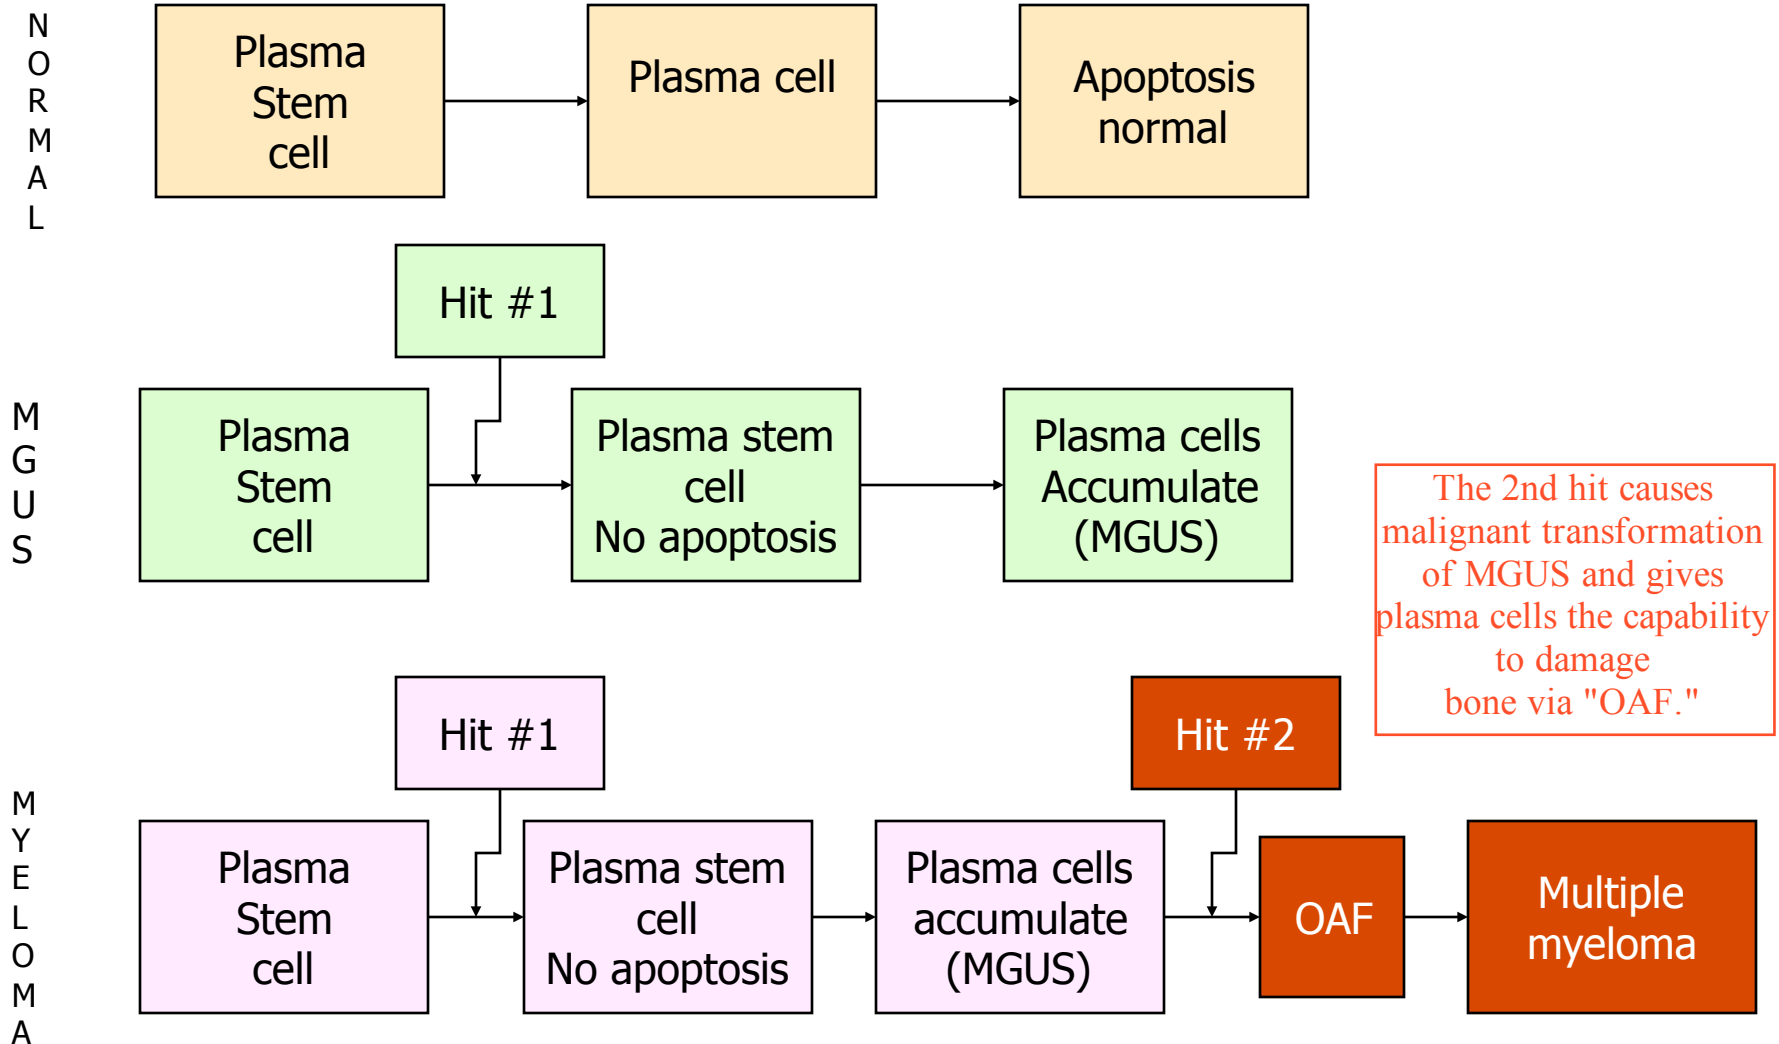 NORMAL
Plasma
Stem
cell
Plasma cell
Apoptosis
normal
Hit #1
MGUS
Plasma
Stem
cell
Plasma stem
cell
No apoptosis
Plasma cells
Accumulate
(MGUS)
The 2nd hit causes
malignant transformation
of MGUS and gives
plasma cells the capability
to damage
bone via "OAF."
Hit #1
Hit #2
MYELOMA
Plasma
Stem
cell
Plasma stem
cell
No apoptosis
Plasma cells
accumulate
(MGUS)
OAF
Multiple
myeloma